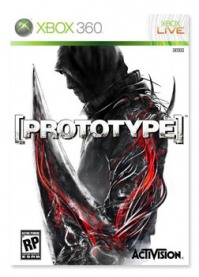 XBOX 360
XBOX
LIVE
[PROTOTYPE]
RP
ACTIVISION